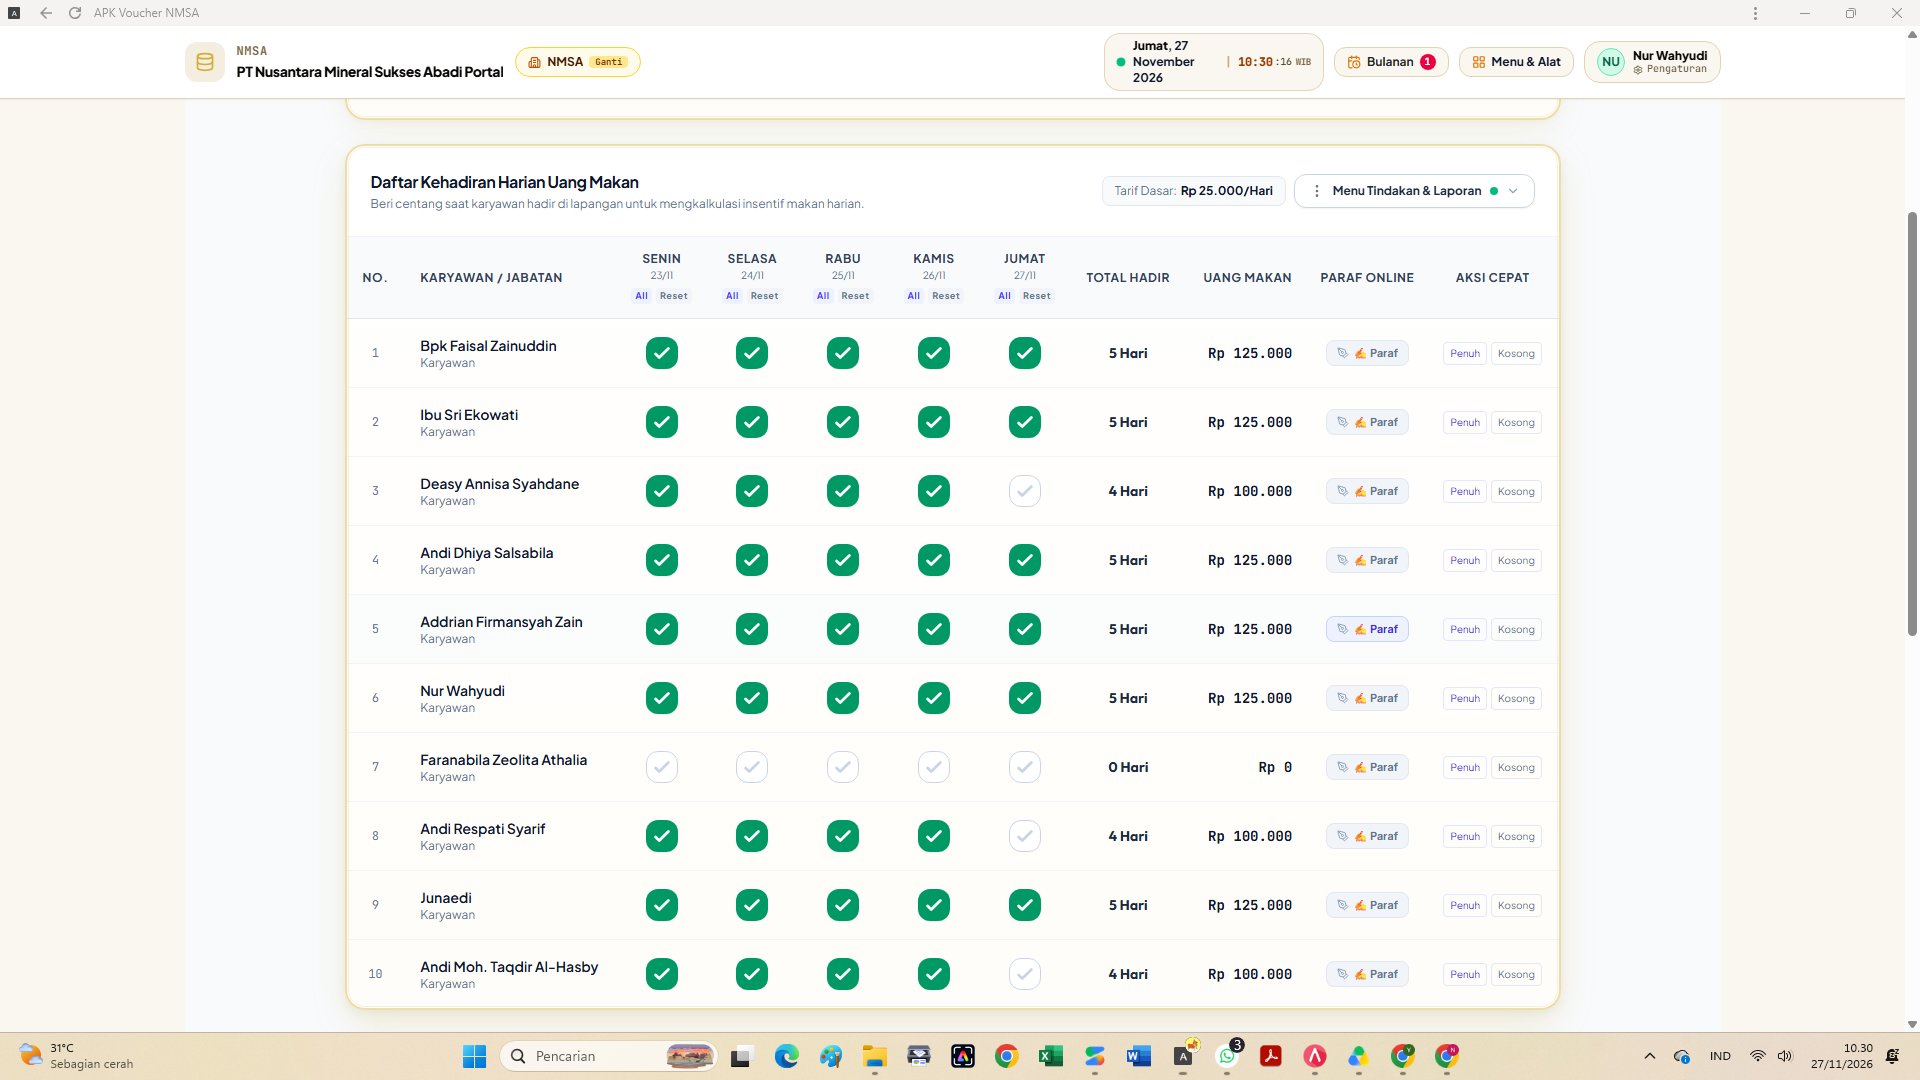 APK Voucher NMSA
NMSA
PT Nusantara Mineral Sukses Abadi Portal
NMSA Ganti
Jumat, 27 November 2026
10:30:16 WIB
Bulanan 1
Menu & Alat
NU
Nur Wahyudi
Pengaturan
Daftar Kehadiran Harian Uang Makan
Beri centang saat karyawan hadir di lapangan untuk mengkalkulasi insentif makan harian.
Tarif Dasar: Rp 25.000/Hari
Menu Tindakan & Laporan
NO. KARYAWAN / JABATAN SENIN SELASA RABU KAMIS JUMAT TOTAL HADIR UANG MAKAN PARAF ONLINE AKSI CEPAT
23/11 24/11 25/11 26/11 27/11
All Reset All Reset All Reset All Reset All Reset
1 Bpk Faisal Zainuddin 5 Hari Rp 125.000 Paraf Penuh Kosong
Karyawan
2 Ibu Sri Ekowati 5 Hari Rp 125.000 Paraf Penuh Kosong
Karyawan
3 Deasy Annisa Syahdane 4 Hari Rp 100.000 Paraf Penuh Kosong
Karyawan
4 Andi Dhiya Salsabila 5 Hari Rp 125.000 Paraf Penuh Kosong
Karyawan
5 Addrian Firmansyah Zain 5 Hari Rp 125.000 Paraf Penuh Kosong
Karyawan
6 Nur Wahyudi 5 Hari Rp 125.000 Paraf Penuh Kosong
Karyawan
7 Faranabila Zeolita Athalia 0 Hari Rp 0 Paraf Penuh Kosong
Karyawan
8 Andi Respati Syarif 4 Hari Rp 100.000 Paraf Penuh Kosong
Karyawan
9 Junaedi 5 Hari Rp 125.000 Paraf Penuh Kosong
Karyawan
10 Andi Moh. Taqdir Al-Hasby 4 Hari Rp 100.000 Paraf Penuh Kosong
Karyawan
31°C
Sebagian cerah
Pencarian
3
IND
10.30
27/11/2026